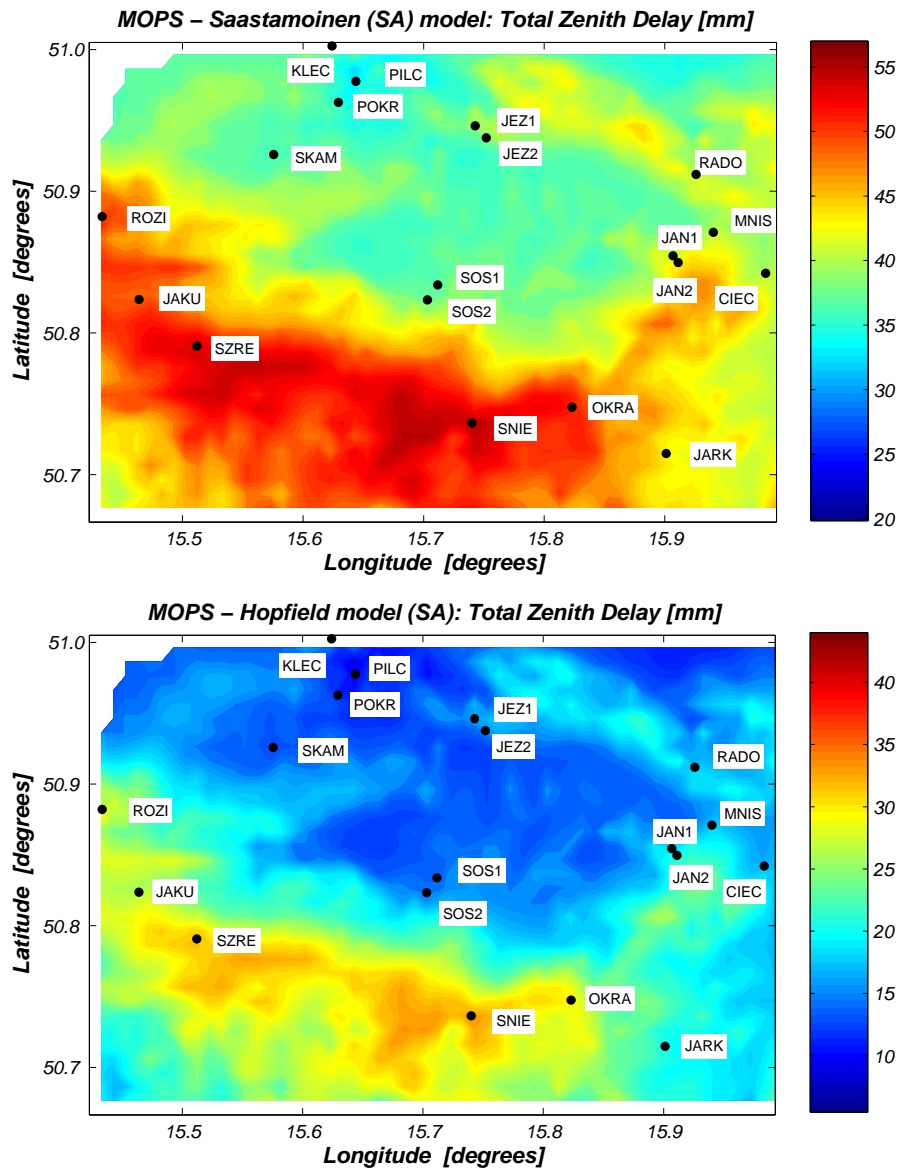 MOPS – Saastamoinen (SA) model: Total Zenith Delay [mm]
51.0
50.9
50.8
50.7
Latitude [degrees]
KLEC
PILC
POKR
JEZ1
JEZ2
SKAM
RADO
ROZI
MNIS
JAN1
JAN2
SOS1
CIEC
JAKU
SOS2
SZRE
OKRA
SNIE
JARK
15.5
15.6
15.7
15.8
15.9
Longitude [degrees]
55
50
45
40
35
30
25
20
MOPS – Hopfield model (SA): Total Zenith Delay [mm]
51.0
50.9
50.8
50.7
Latitude [degrees]
KLEC
PILC
POKR
JEZ1
JEZ2
SKAM
RADO
ROZI
MNIS
JAN1
JAN2
SOS1
CIEC
JAKU
SOS2
SZRE
OKRA
SNIE
JARK
15.5
15.6
15.7
15.8
15.9
Longitude [degrees]
40
35
30
25
20
15
10